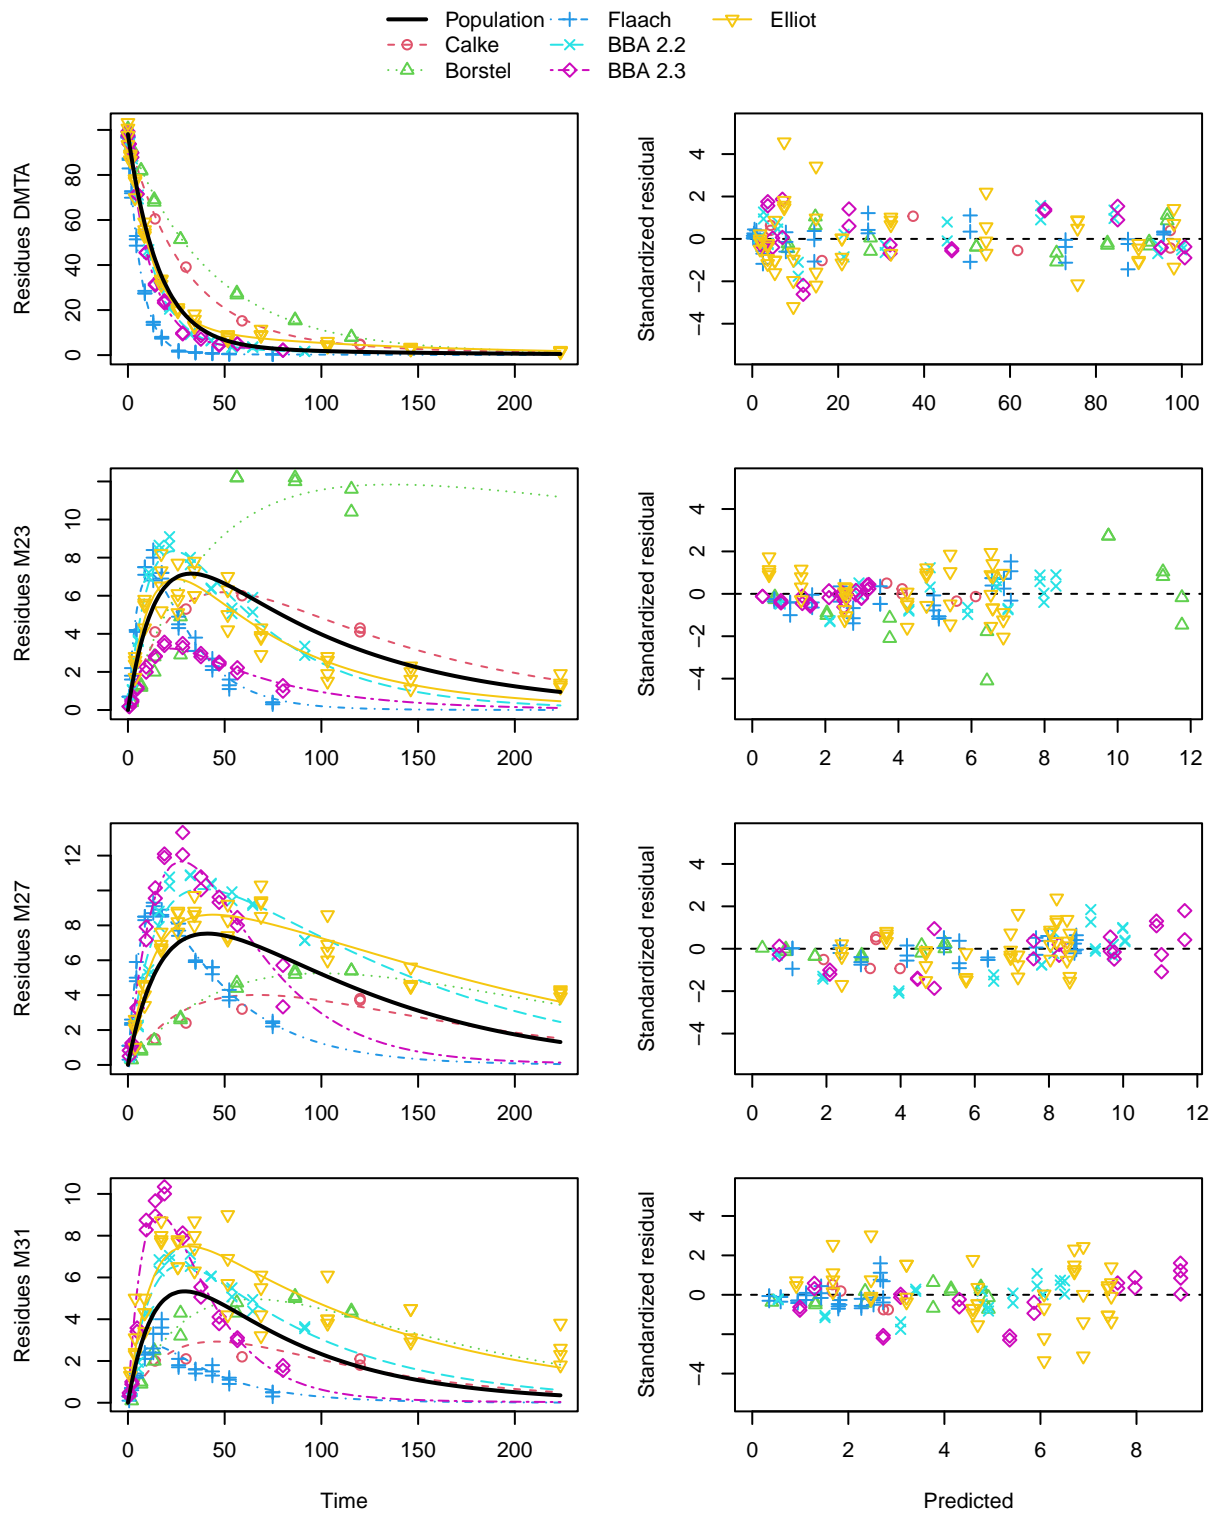 Population Flaach Elliot
Calke BBA 2.2
Borstel BBA 2.3
Residues DMTA
0 20 40 60 80
0 50 100 150 200
Standardized residual
−4 −2 0 2 4
0 20 40 60 80 100
Residues M23
0 2 4 6 8 10
0 50 100 150 200
Standardized residual
−4 −2 0 2 4
0 2 4 6 8 10 12
Residues M27
0 2 4 6 8 12
0 50 100 150 200
Standardized residual
−4 −2 0 2 4
0 2 4 6 8 10 12
Residues M31
0 2 4 6 8 10
0 50 100 150 200
Time
Standardized residual
−4 −2 0 2 4
0 2 4 6 8
Predicted